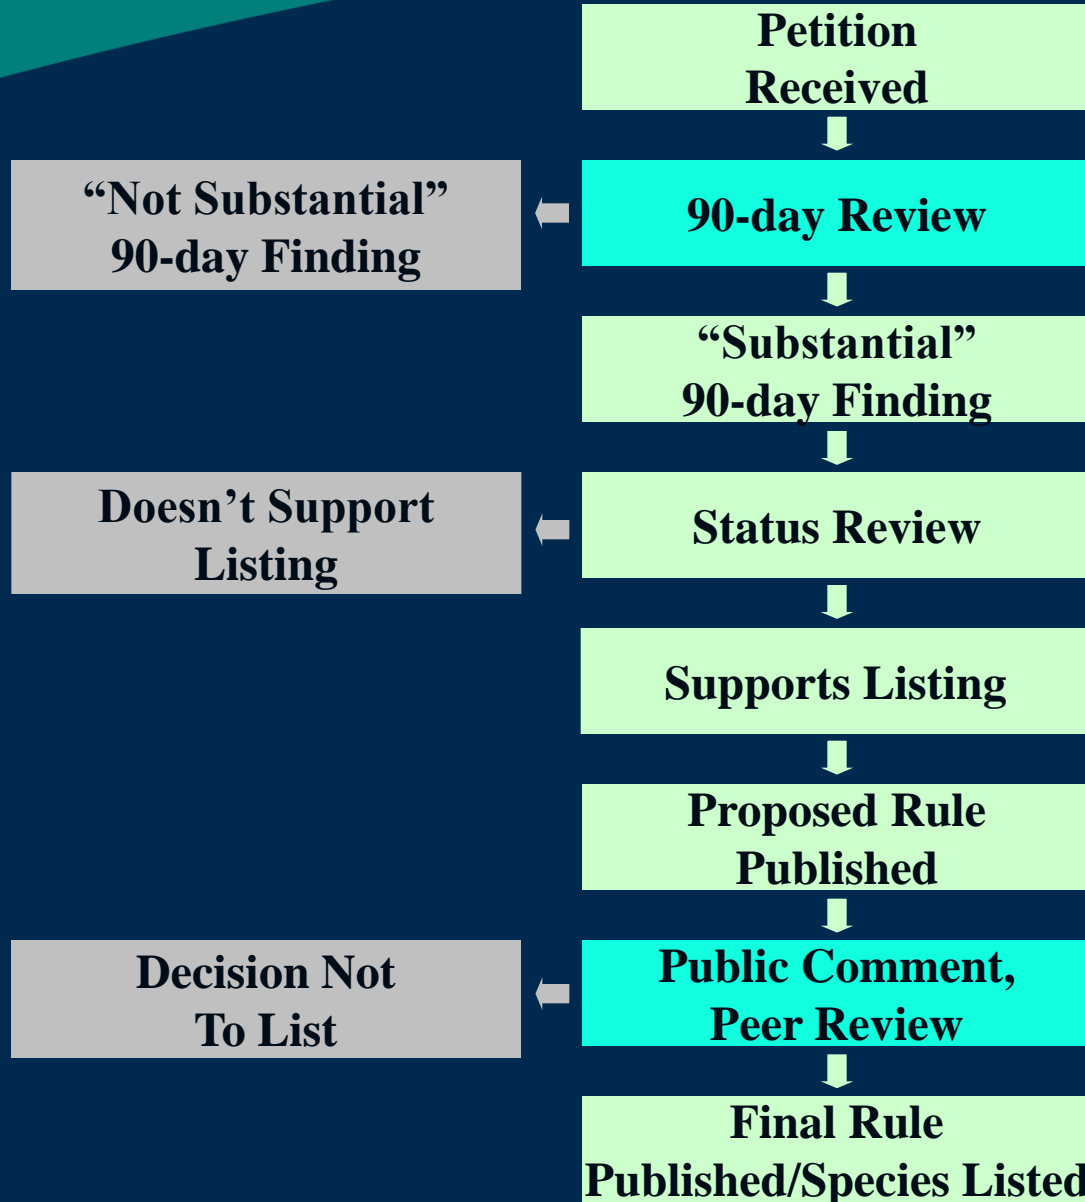 Petition
Received
“Not Substantial”
90-day Finding
90-day Review
“Substantial”
90-day Finding
Doesn’t Support
Listing
Status Review
Supports Listing
Proposed Rule
Published
Decision Not
To List
Public Comment,
Peer Review
Final Rule
Published/Species Listed